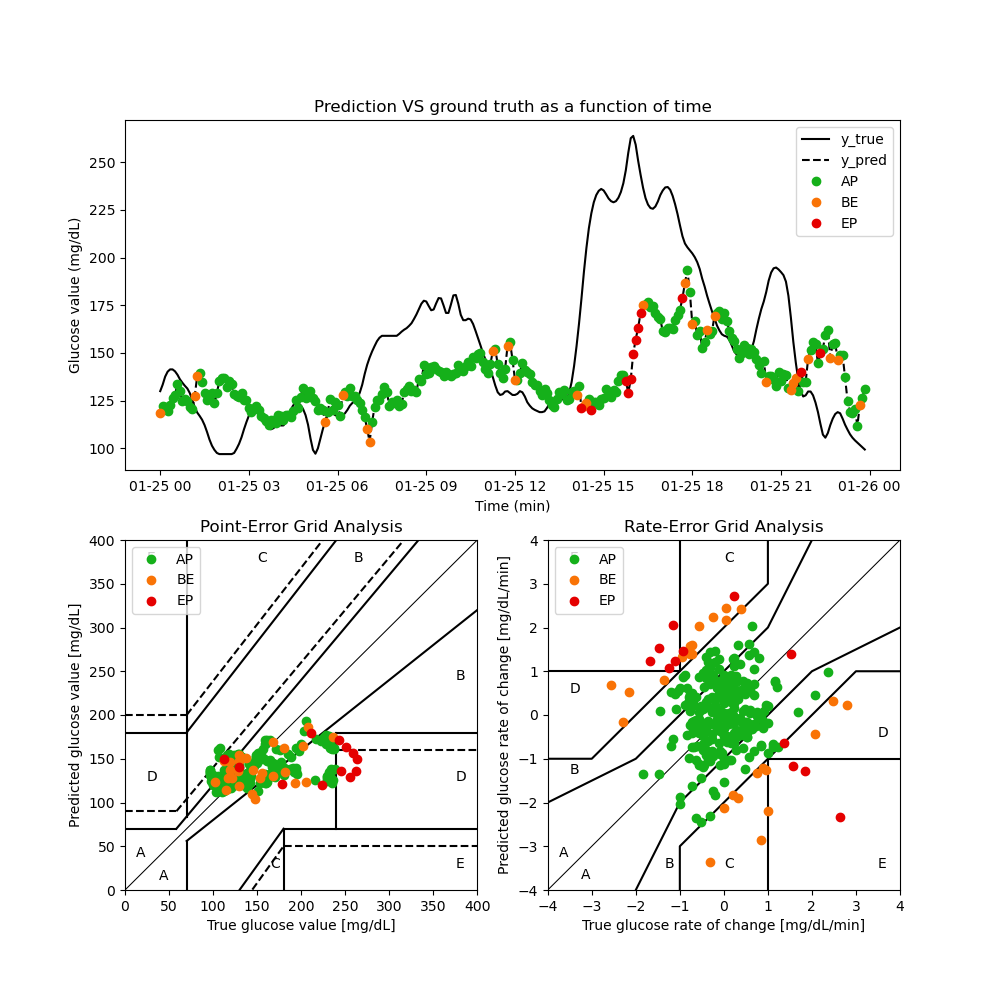 Prediction VS ground truth as a function of time
Glucose value (mg/dL)
250
225
200
175
150
125
100
y_true
y_pred
AP
BE
EP
01-25 00 01-25 03 01-25 06 01-25 09 01-25 12 01-25 15 01-25 18 01-25 21 01-26 00
Time (min)
Point-Error Grid Analysis
Predicted glucose value [mg/dL]
400
350
300
250
200
150
100
50
0
AP
BE
EP
C
B
B
D
D
A
A
C
E
0 50 100 150 200 250 300 350 400
True glucose value [mg/dL]
Rate-Error Grid Analysis
Predicted glucose rate of change [mg/dL/min]
4
3
2
1
0
−1
−2
−3
−4
AP
BE
EP
C
D
D
B
A
A
B
C
E
−4 −3 −2 −1 0 1 2 3 4
True glucose rate of change [mg/dL/min]